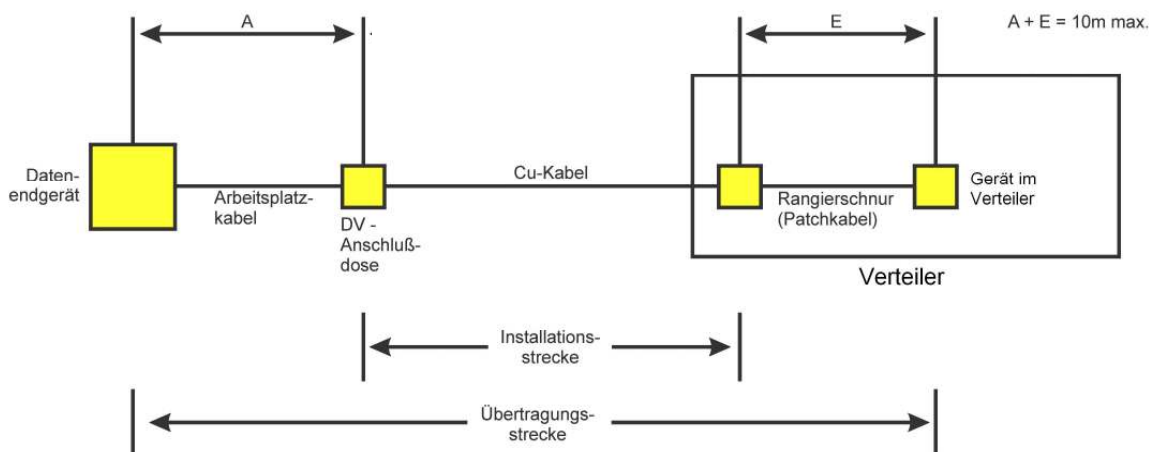 A
E
A + E = 10m max.
Daten-
endgerät
Arbeitsplatz-
kabel
DV -
Anschluß-
dose
Cu-Kabel
Rangierschnur
(Patchkabel)
Gerät im
Verteiler
Verteiler
Installations-
strecke
Übertragungs-
strecke